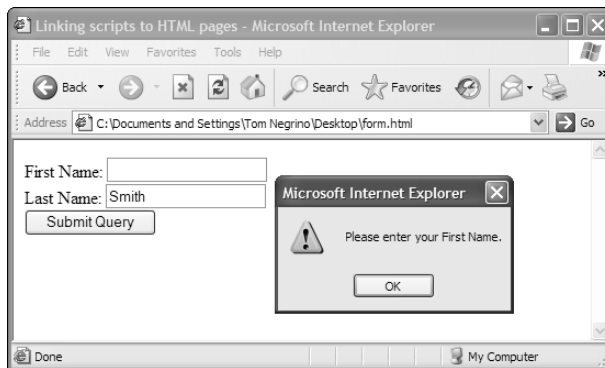 Linking scripts to HTML pages - Microsoft Internet Explorer
File Edit View Favorites Tools Help
Back Search Favorites »
Address C:\Documents and Settings\Tom Negrino\Desktop\form.html Go
First Name:
Last Name: Smith
Submit Query
Microsoft Internet Explorer
Please enter your First Name.
OK
Done My Computer